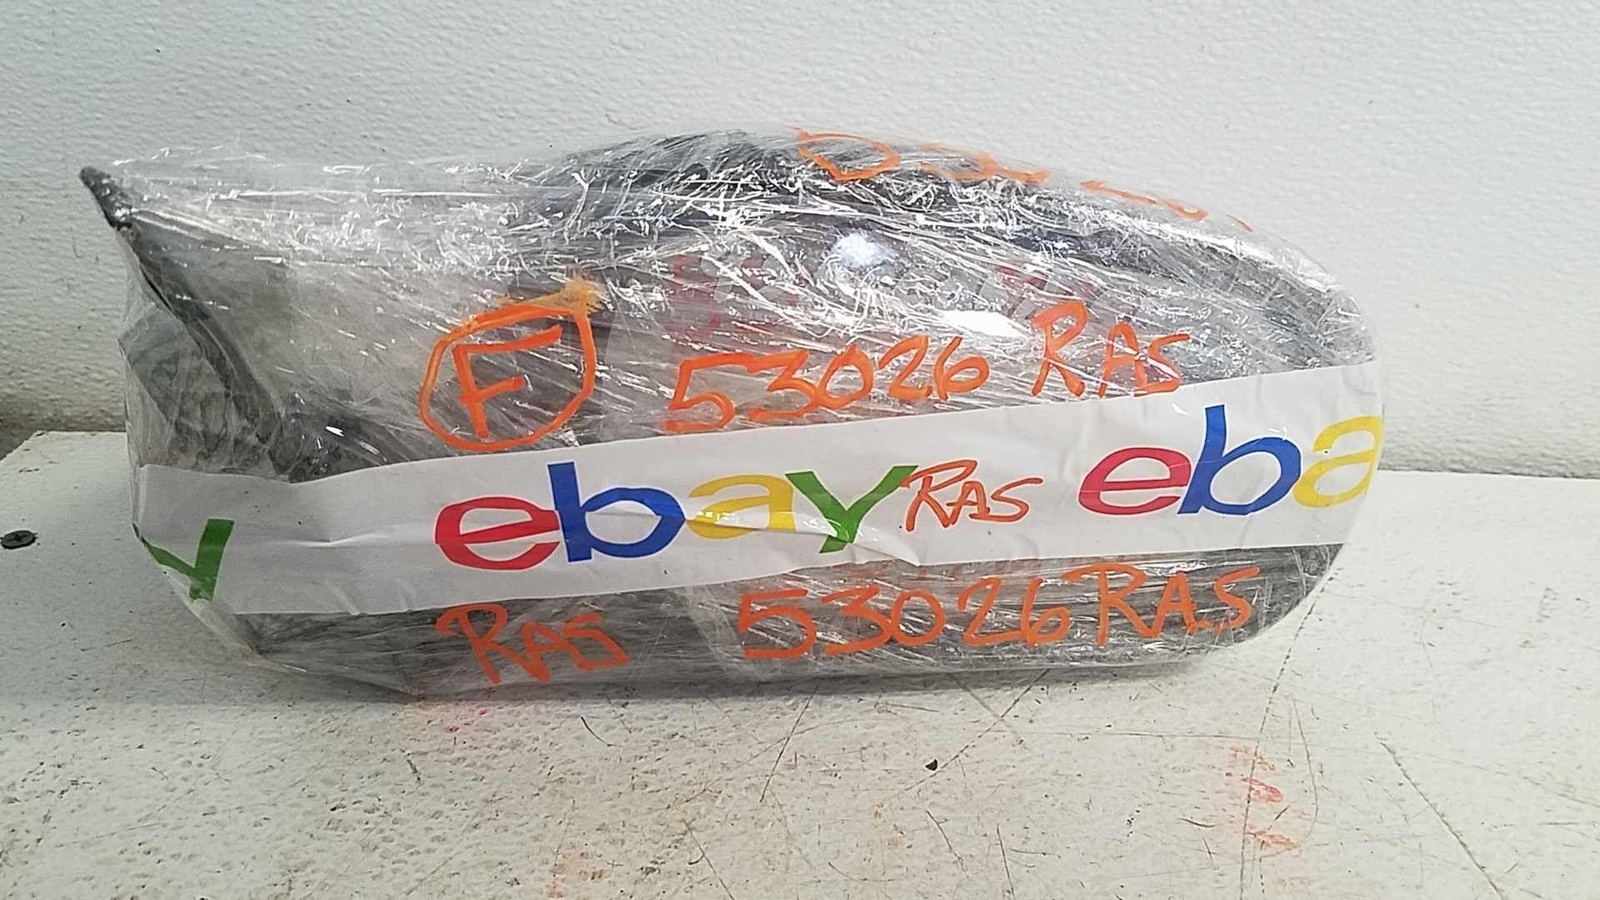 F 53026 RAS
y ebay RAS eba
RAS 53026 RAS